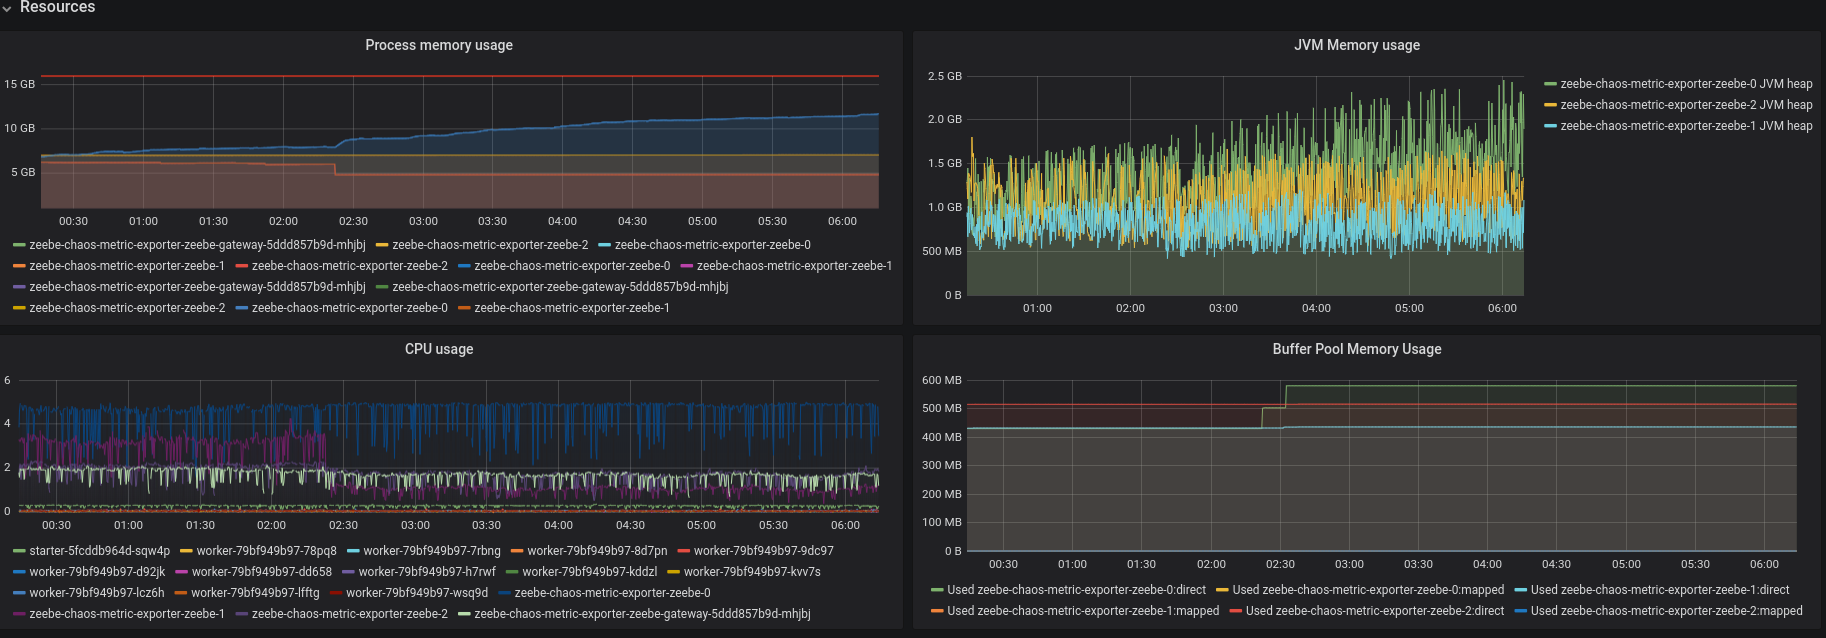 Resources
Process memory usage
15 GB
10 GB
5 GB
00:30 01:00 01:30 02:00 02:30 03:00 03:30 04:00 04:30 05:00 05:30 06:00
zeebe-chaos-metric-exporter-zeebe-gateway-5ddd857b9d-mhjbj zeebe-chaos-metric-exporter-zeebe-2 zeebe-chaos-metric-exporter-zeebe-0
zeebe-chaos-metric-exporter-zeebe-1 zeebe-chaos-metric-exporter-zeebe-2 zeebe-chaos-metric-exporter-zeebe-0 zeebe-chaos-metric-exporter-zeebe-1
zeebe-chaos-metric-exporter-zeebe-gateway-5ddd857b9d-mhjbj zeebe-chaos-metric-exporter-zeebe-gateway-5ddd857b9d-mhjbj
zeebe-chaos-metric-exporter-zeebe-2 zeebe-chaos-metric-exporter-zeebe-0 zeebe-chaos-metric-exporter-zeebe-1
JVM Memory usage
2.5 GB
2.0 GB
1.5 GB
1.0 GB
500 MB
0 B
01:00 02:00 03:00 04:00 05:00 06:00
zeebe-chaos-metric-exporter-zeebe-0 JVM heap
zeebe-chaos-metric-exporter-zeebe-2 JVM heap
zeebe-chaos-metric-exporter-zeebe-1 JVM heap
CPU usage
6
4
2
0
00:30 01:00 01:30 02:00 02:30 03:00 03:30 04:00 04:30 05:00 05:30 06:00
starter-5fcddb964d-sqw4p worker-79bf949b97-78pq8 worker-79bf949b97-7rbng worker-79bf949b97-8d7pn worker-79bf949b97-9dc97
worker-79bf949b97-d92jk worker-79bf949b97-dd658 worker-79bf949b97-h7rwf worker-79bf949b97-kddzl worker-79bf949b97-kvv7s
worker-79bf949b97-lcz6h worker-79bf949b97-lfftg worker-79bf949b97-wsq9d zeebe-chaos-metric-exporter-zeebe-0
zeebe-chaos-metric-exporter-zeebe-1 zeebe-chaos-metric-exporter-zeebe-2 zeebe-chaos-metric-exporter-zeebe-gateway-5ddd857b9d-mhjbj
Buffer Pool Memory Usage
600 MB
500 MB
400 MB
300 MB
200 MB
100 MB
0 B
00:30 01:00 01:30 02:00 02:30 03:00 03:30 04:00 04:30 05:00 05:30 06:00
Used zeebe-chaos-metric-exporter-zeebe-0:direct Used zeebe-chaos-metric-exporter-zeebe-0:mapped Used zeebe-chaos-metric-exporter-zeebe-1:direct
Used zeebe-chaos-metric-exporter-zeebe-1:mapped Used zeebe-chaos-metric-exporter-zeebe-2:direct Used zeebe-chaos-metric-exporter-zeebe-2:mapped